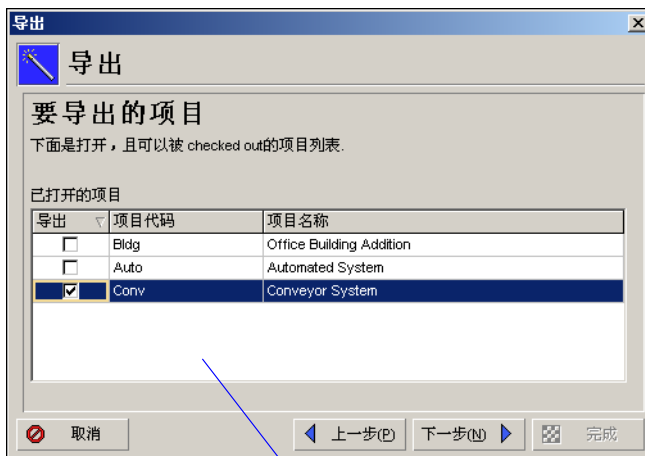 导出
导出
要导出的项目
下面是打开，且可以被 checked out的项目列表.
已打开的项目
导出 项目代码 项目名称
Bldg Office Building Addition
Auto Automated System
Conv Conveyor System
取消 上一步(P) 下一步(N) 完成